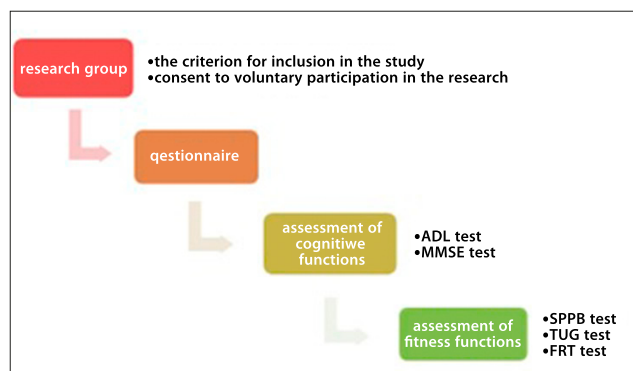 research group
•the criterion for inclusion in the study
•consent to voluntary participation in the research
qestionnaire
assessment of
cognitiwe
functions
•ADL test
•MMSE test
assessment of
fitness functions
•SPPB test
•TUG test
•FRT test